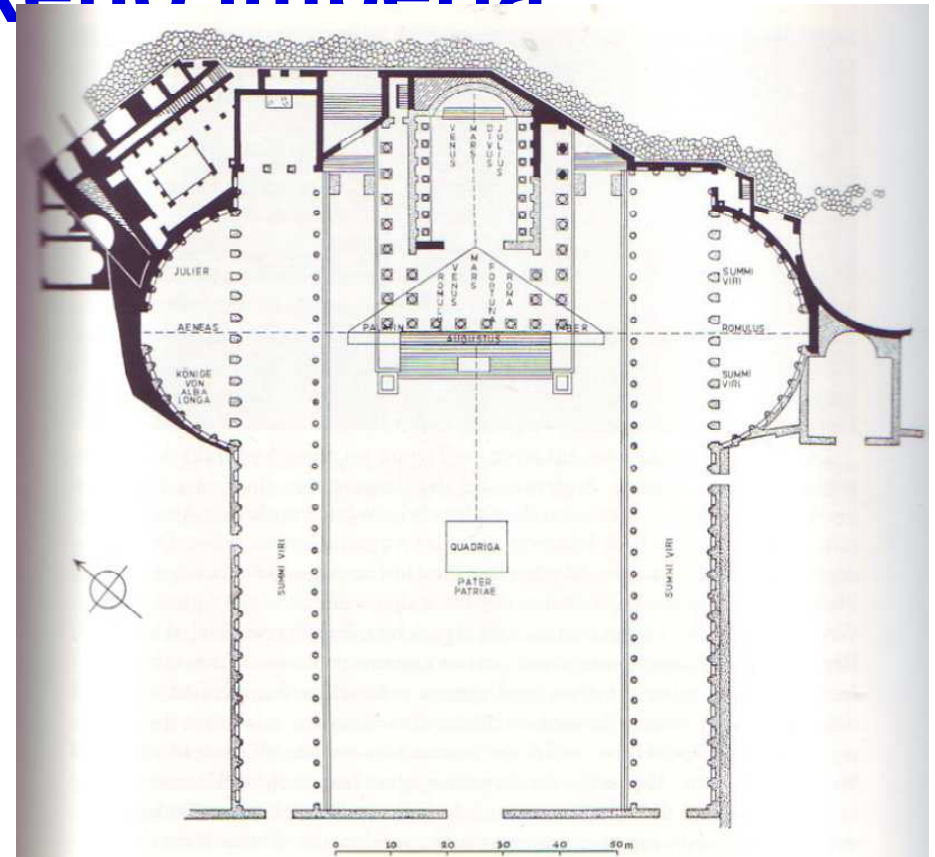 VENUS
MARS
DIVUS
JULIUS
JULIER
ROMULUS
VENUS
MARS
FORTUNA
ROMA
SUMMI
VIRI
AENEAS
TIBER
ROMULUS
AUGUSTUS
KÖNIGE
VON
ALBA
LONGA
SUMMI
VIRI
SUMMI VIRI
QUADRIGA
PATER
PATRIAE
SUMMI VIRI
0 10 20 30 40 50m